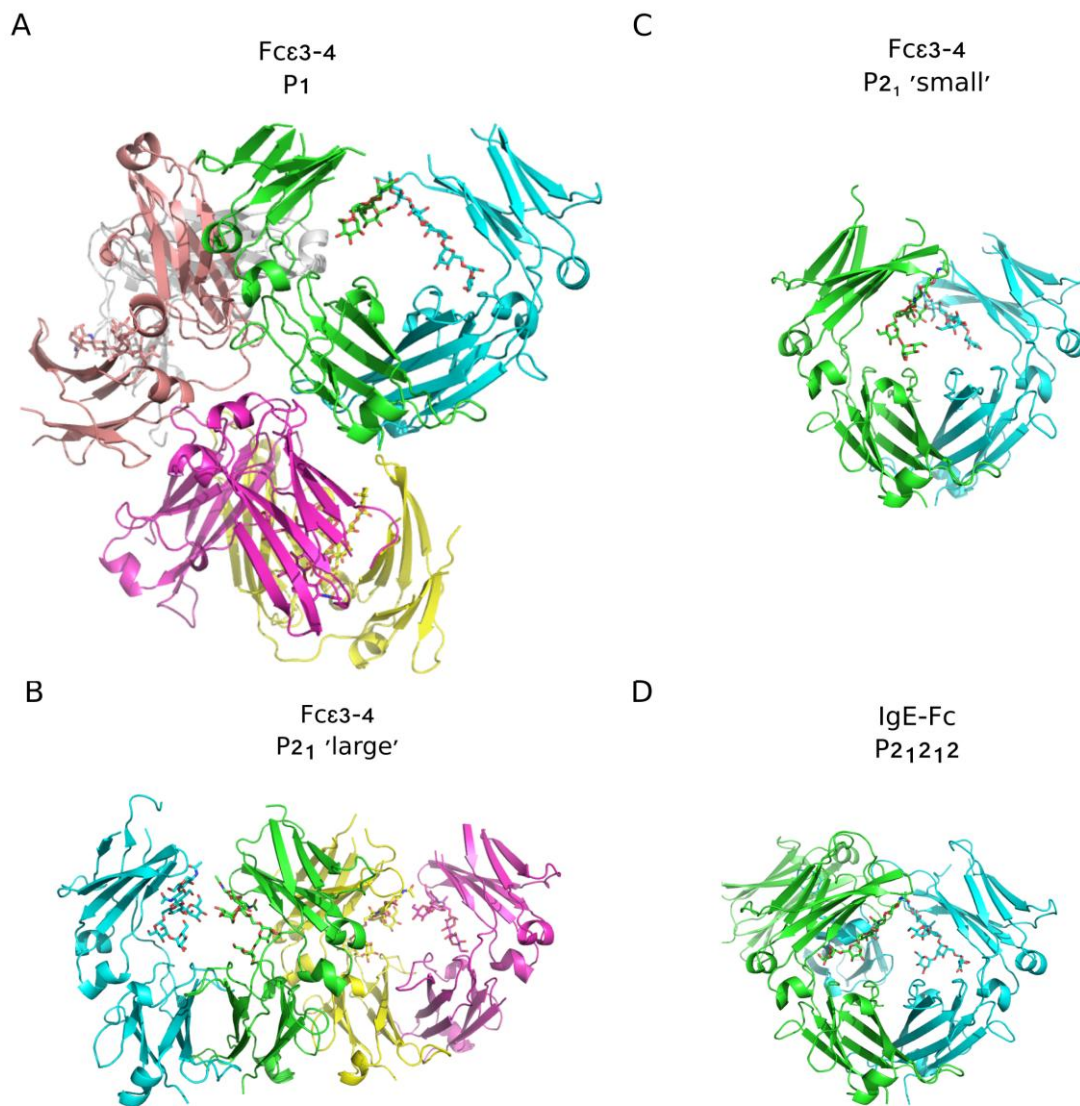 A
Fcε3-4
P1
C
Fcε3-4
P2₁ 'small'
B
Fcε3-4
P2₁ 'large'
D
IgE-Fc
P2₁2₁2